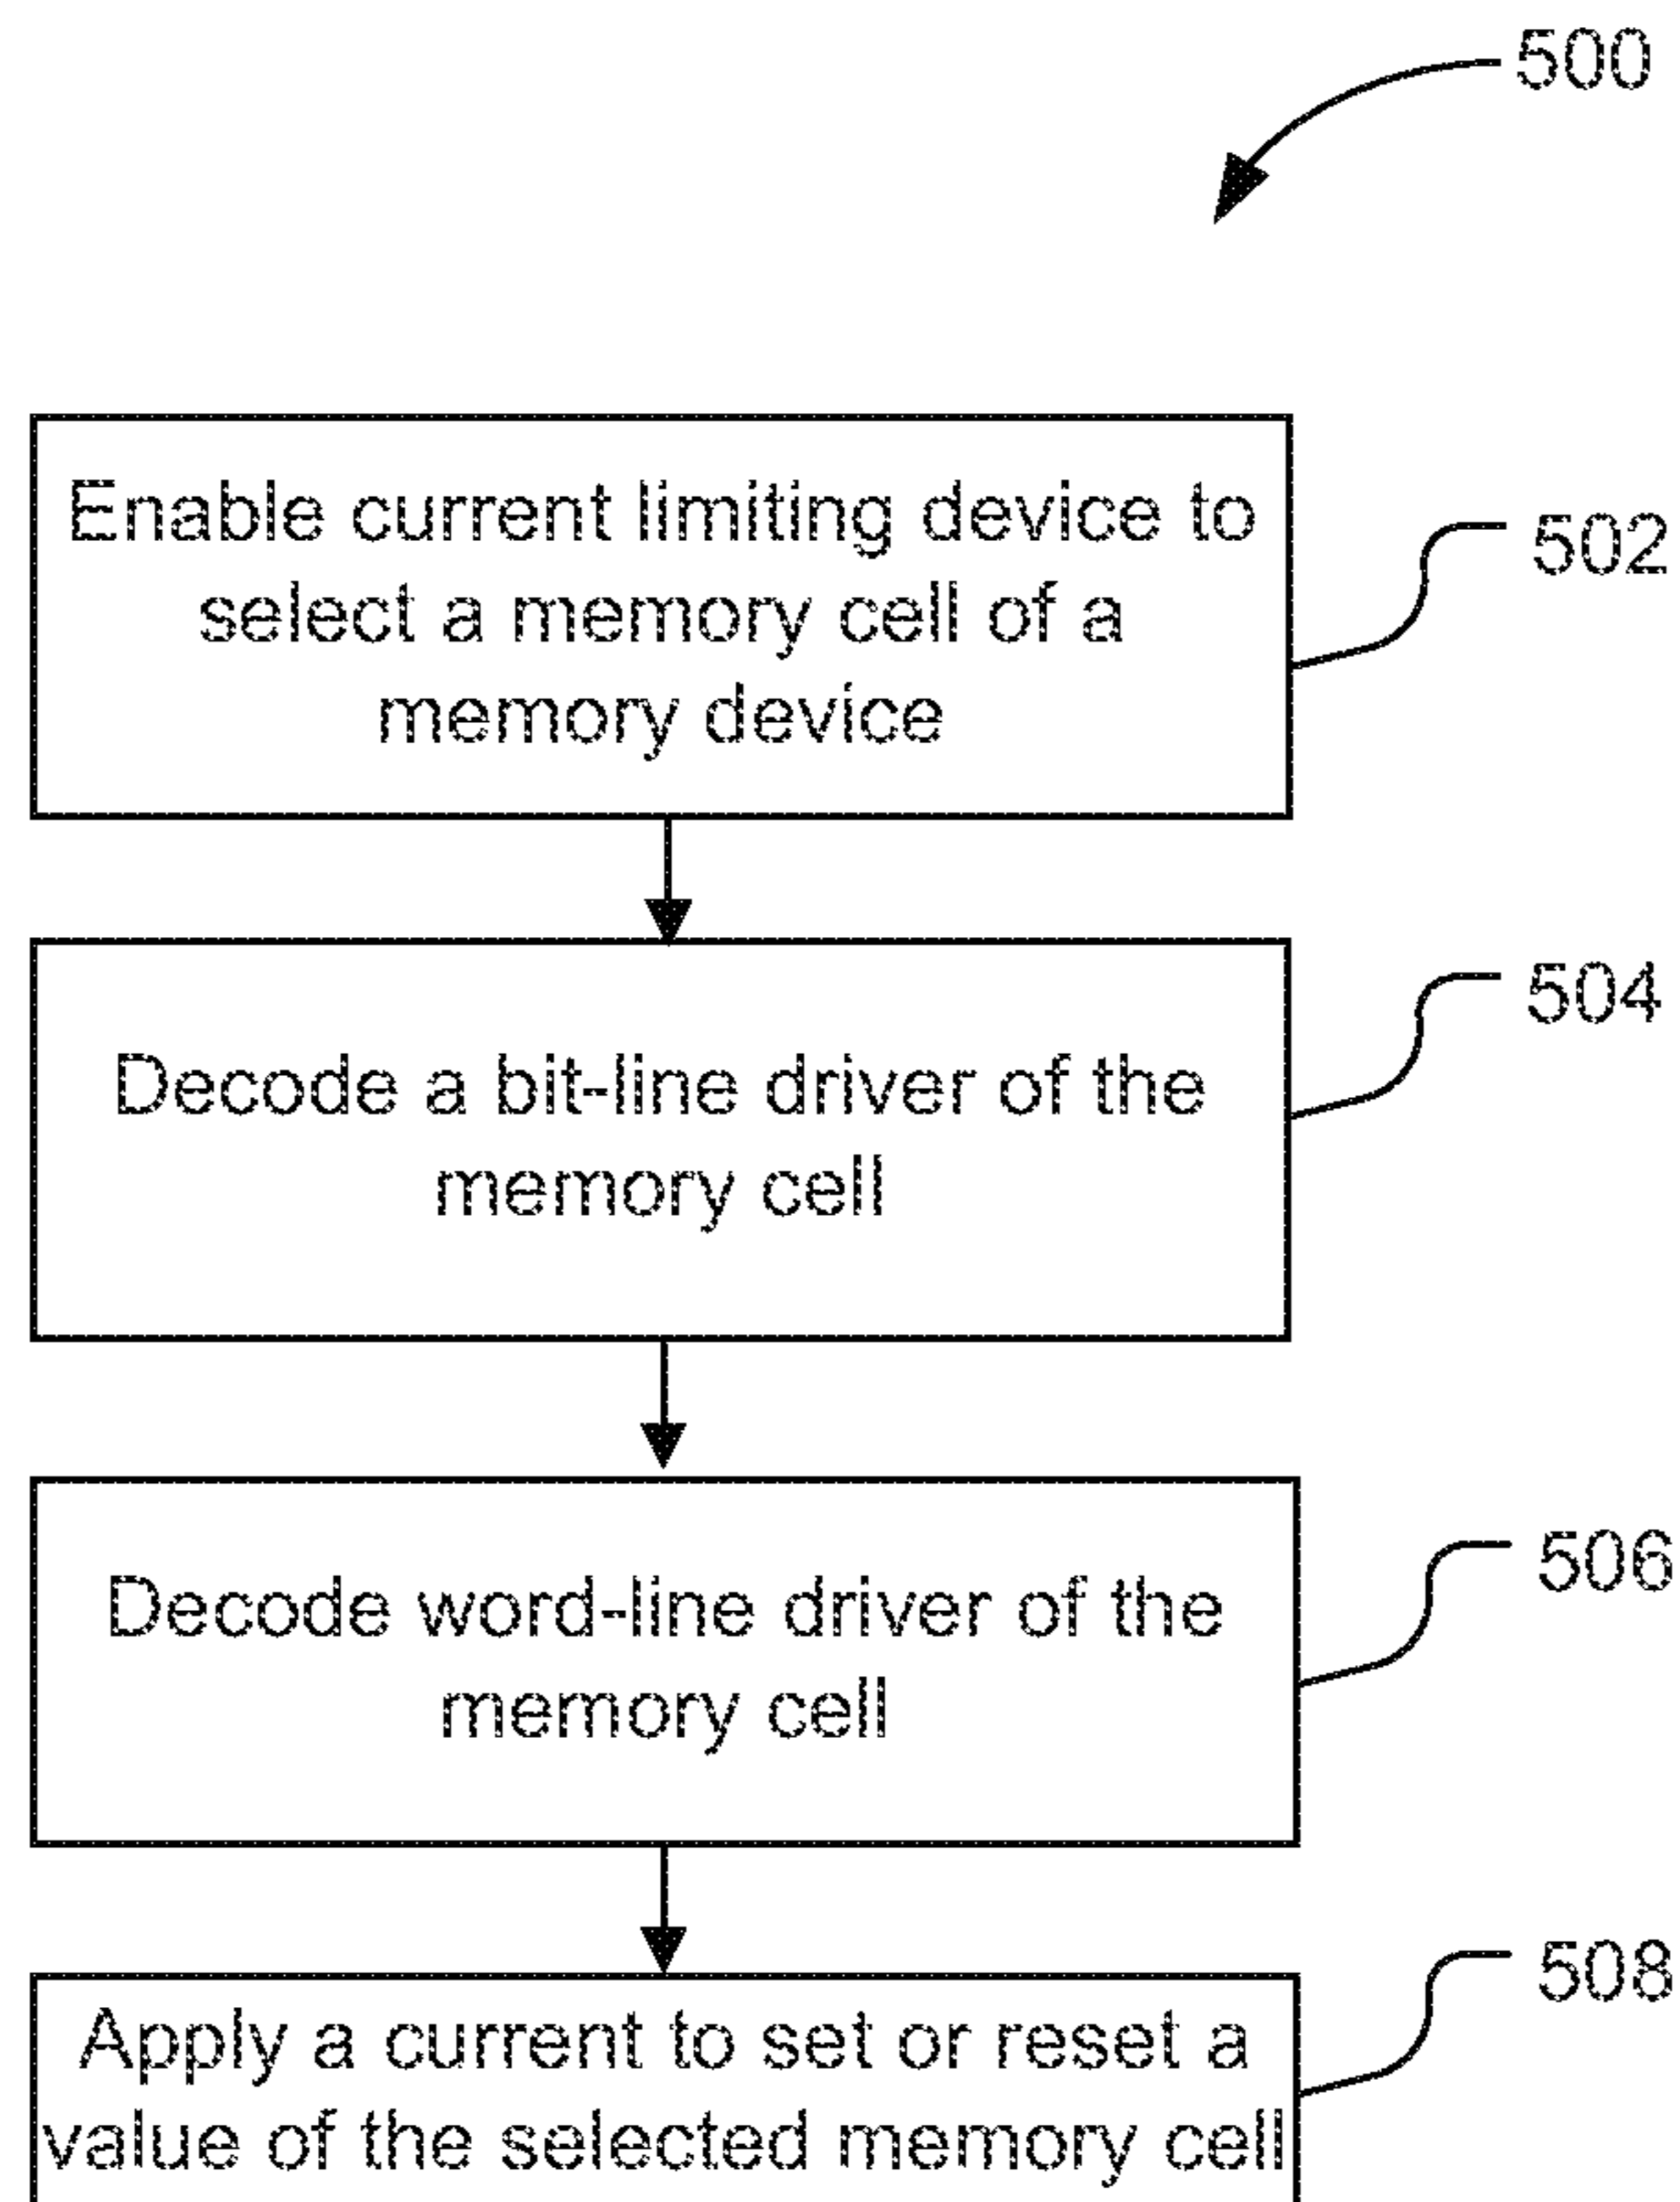 500
Enable current limiting device to
select a memory cell of a
memory device
502
Decode a bit-line driver of the
memory cell
504
Decode word-line driver of the
memory cell
506
Apply a current to set or reset a
value of the selected memory cell
508